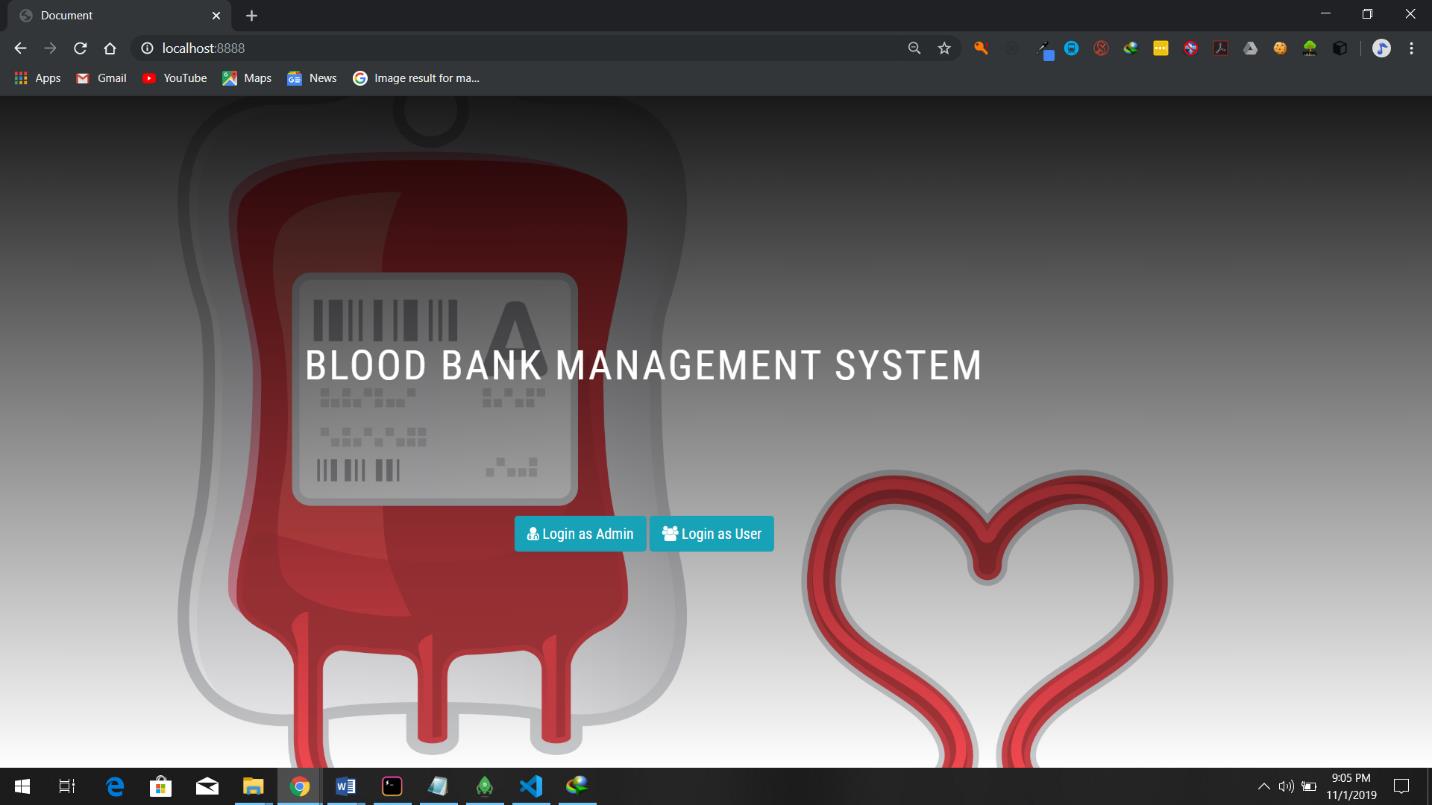 Document
localhost:8888
Apps Gmail YouTube Maps News Image result for ma...
A
BLOOD BANK MANAGEMENT SYSTEM
Login as Admin Login as User
9:05 PM
11/1/2019